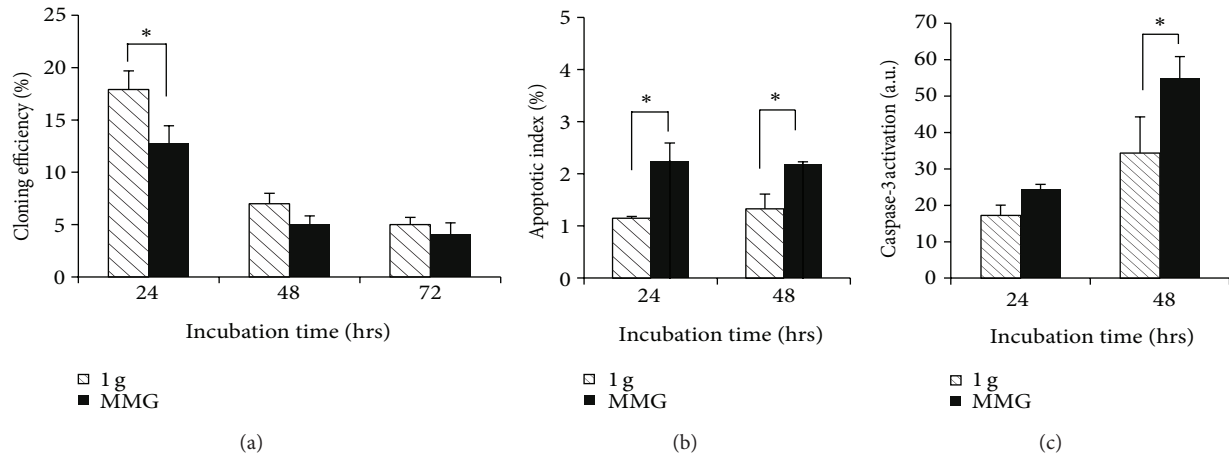 25
20
15
10
5
0
Cloning efficiency (%)
*
24 48 72
Incubation time (hrs)
1 g
MMG
(a)
5
4
3
2
1
0
Apoptotic index (%)
* *
24 48
Incubation time (hrs)
1 g
MMG
(b)
70
60
50
40
30
20
10
0
Caspase-3 activation (a.u.)
*
24 48
Incubation time (hrs)
1 g
MMG
(c)